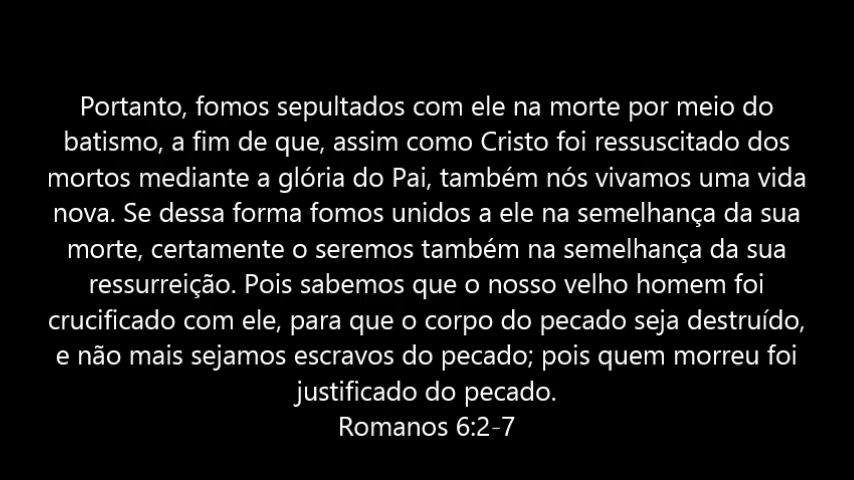 Portanto, fomos sepultados com ele na morte por meio do
batismo, a fim de que, assim como Cristo foi ressuscitado dos
mortos mediante a glória do Pai, também nós vivamos uma vida
nova. Se dessa forma fomos unidos a ele na semelhança da sua
morte, certamente o seremos também na semelhança da sua
ressurreição. Pois sabemos que o nosso velho homem foi
crucificado com ele, para que o corpo do pecado seja destruído,
e não mais sejamos escravos do pecado; pois quem morreu foi
justificado do pecado.
Romanos 6:2-7